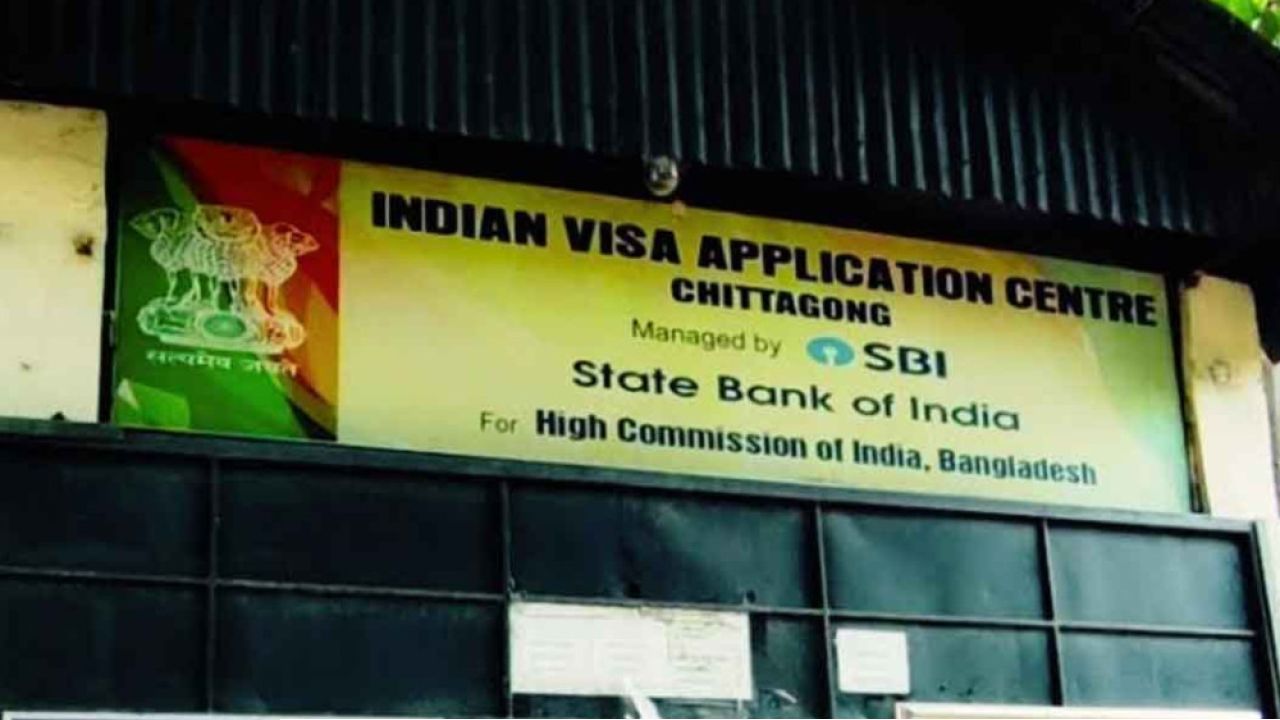 सत्यमेव जयते
INDIAN VISA APPLICATION CENTRE
CHITTAGONG
Managed by SBI
State Bank of India
For High Commission of India, Bangladesh